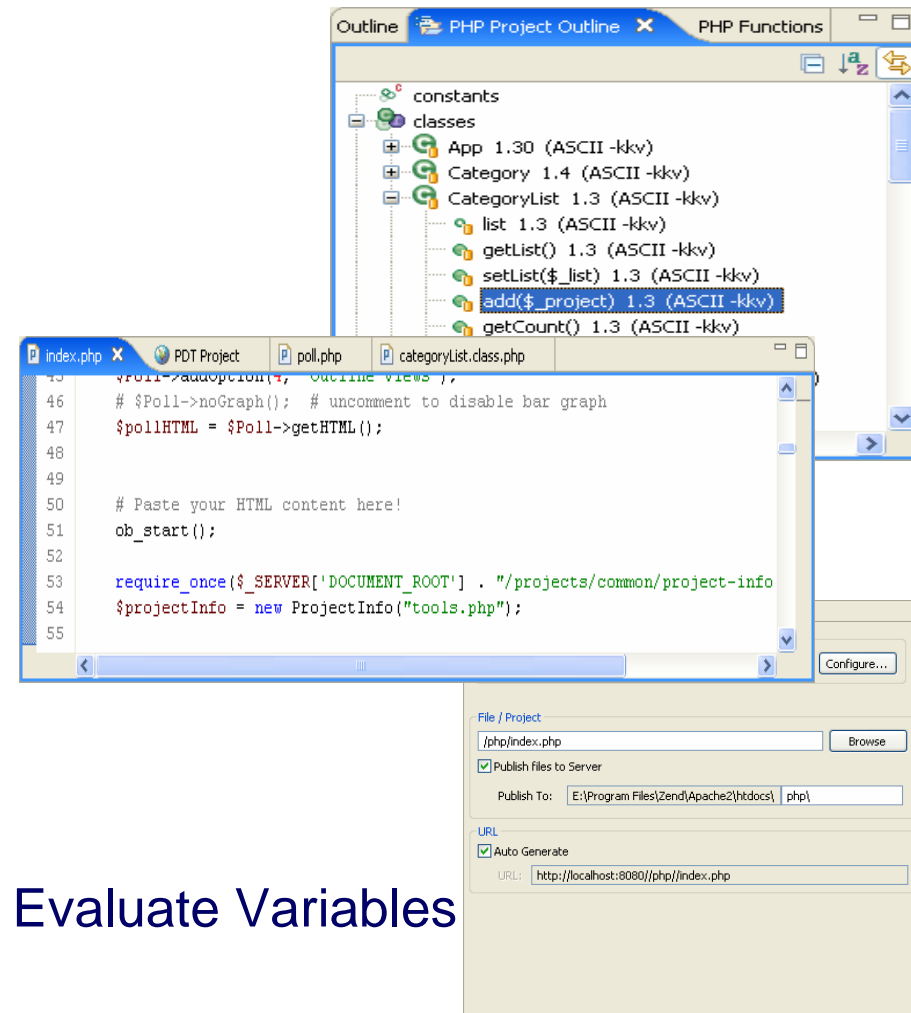 Outline PHP Project Outline PHP Functions
constants
classes
App 1.30 (ASCII -kkv)
Category 1.4 (ASCII -kkv)
CategoryList 1.3 (ASCII -kkv)
list 1.3 (ASCII -kkv)
getList() 1.3 (ASCII -kkv)
setList($_list) 1.3 (ASCII -kkv)
add($_project) 1.3 (ASCII -kkv)
getCount() 1.3 (ASCII -kkv)
index.php PDT Project poll.php categoryList.class.php
45 $Poll->addOption(4, "Outline Views");
46 # $Poll->noGraph(); # uncomment to disable bar graph
47 $pollHTML = $Poll->getHTML();
48
49
50 # Paste your HTML content here!
51 ob_start();
52
53 require_once($_SERVER['DOCUMENT_ROOT'] . "/projects/common/project-info
54 $projectInfo = new ProjectInfo("tools.php");
55
Configure...
File / Project
/php/index.php Browse
Publish files to Server
Publish To: E:\Program Files\Zend\Apache2\htdocs\ php\
URL
Auto Generate
URL: http://localhost:8080//php//index.php
Evaluate Variables